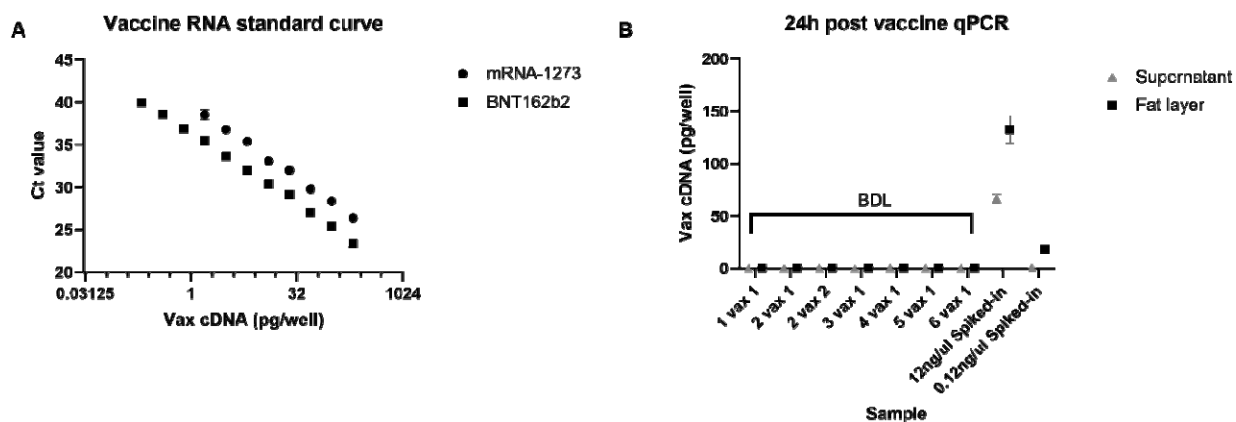 A
Vaccine RNA standard curve
45
40
35
30
25
20
Ct value
0.03125
1
32
1024
Vax cDNA (pg/well)
mRNA-1273
BNT162b2
B
24h post vaccine qPCR
200
150
100
50
0
Vax cDNA (pg/well)
BDL
1 vax 1
2 vax 1
2 vax 2
3 vax 1
4 vax 1
5 vax 1
6 vax 1
12ng/ul Spiked-in
0.12ng/ul Spiked-in
Sample
Supernatant
Fat layer